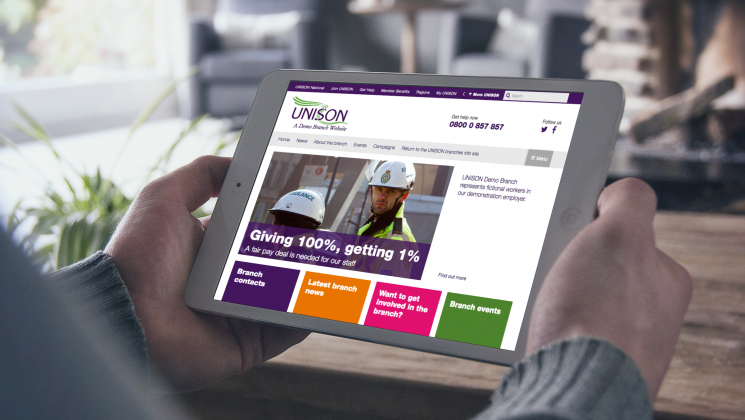 UNISON National Join UNISON Get Help Member Benefits Regions My UNISON More UNISON Search
UNISON
A Demo Branch Website
Get help now
0800 0 857 857
Follow us
Home News About the branch Events Campaigns Return to the UNISON branches info site
Menu
UNISON Demo Branch
represents fictional workers in
our demonstration employer.
Giving 100%, getting 1%
A fair pay deal is needed for our staff
Find out more
Branch
contacts
Latest branch
news
Want to get
involved in the
branch?
Branch events